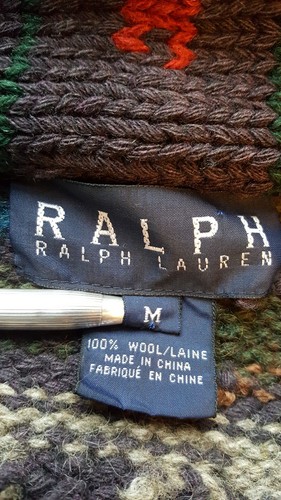 RALPH
RALPH LAUREN
M
100% WOOL/LAINE
MADE IN CHINA
FABRIQUÉ EN CHINE